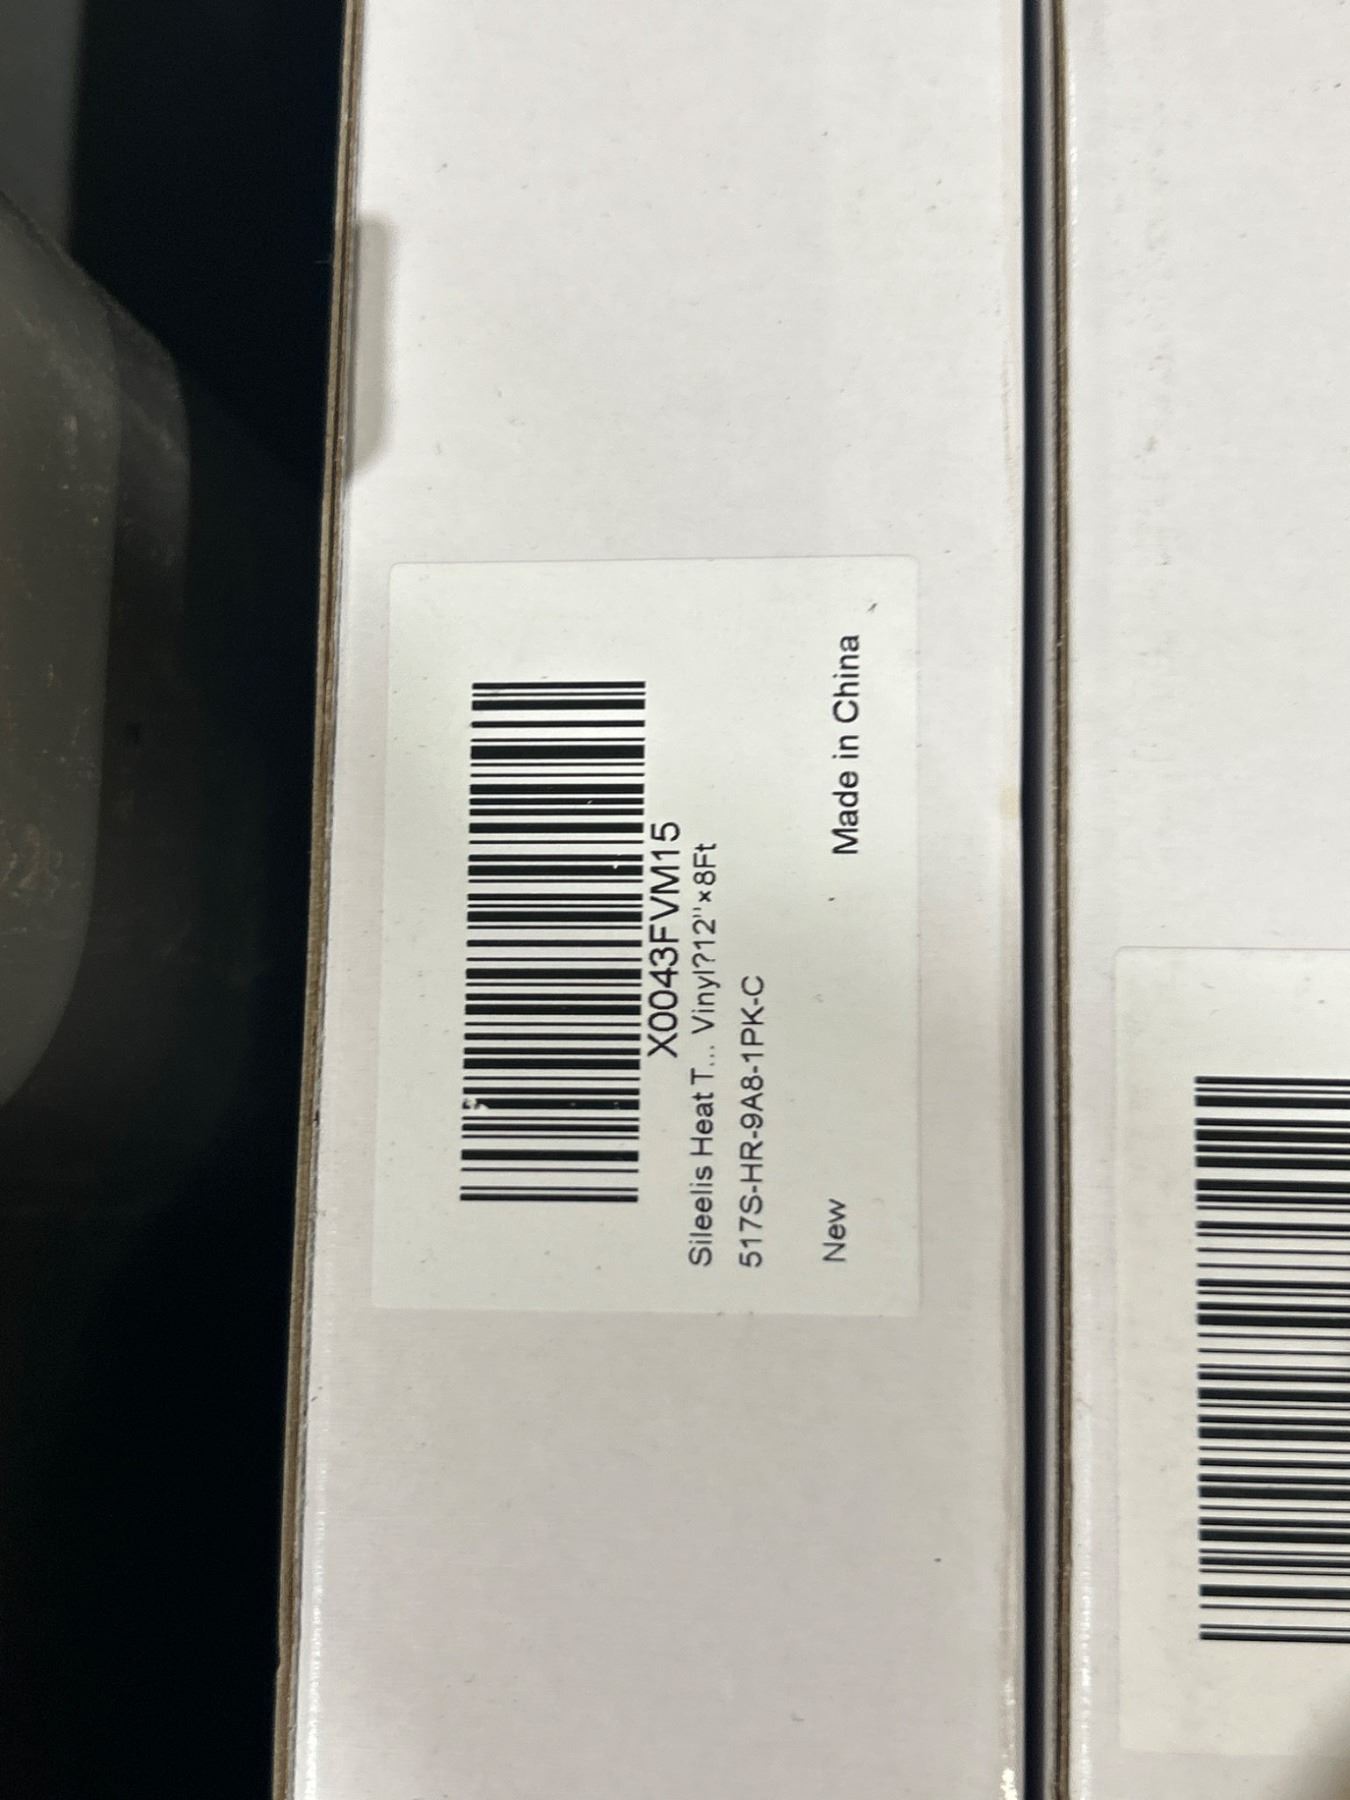 X0043FVM15
Sileelis Heat T... Vinyl?12"×8Ft
517S-HR-9A8-1PK-C
New Made in China